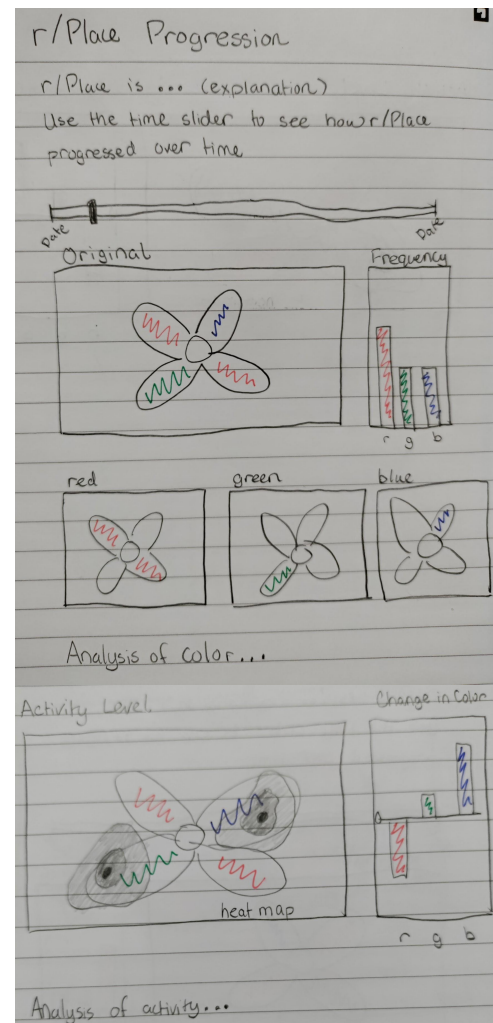 r/Place Progression
r/Place is ... (explanation)
Use the time slider to see how r/Place
progressed over time
Date
Date
Original
Frequency
r g b
red
green
blue
Analysis of color...
Activity Level
Change in Color
0
heat map
r g b
Analysis of activity...